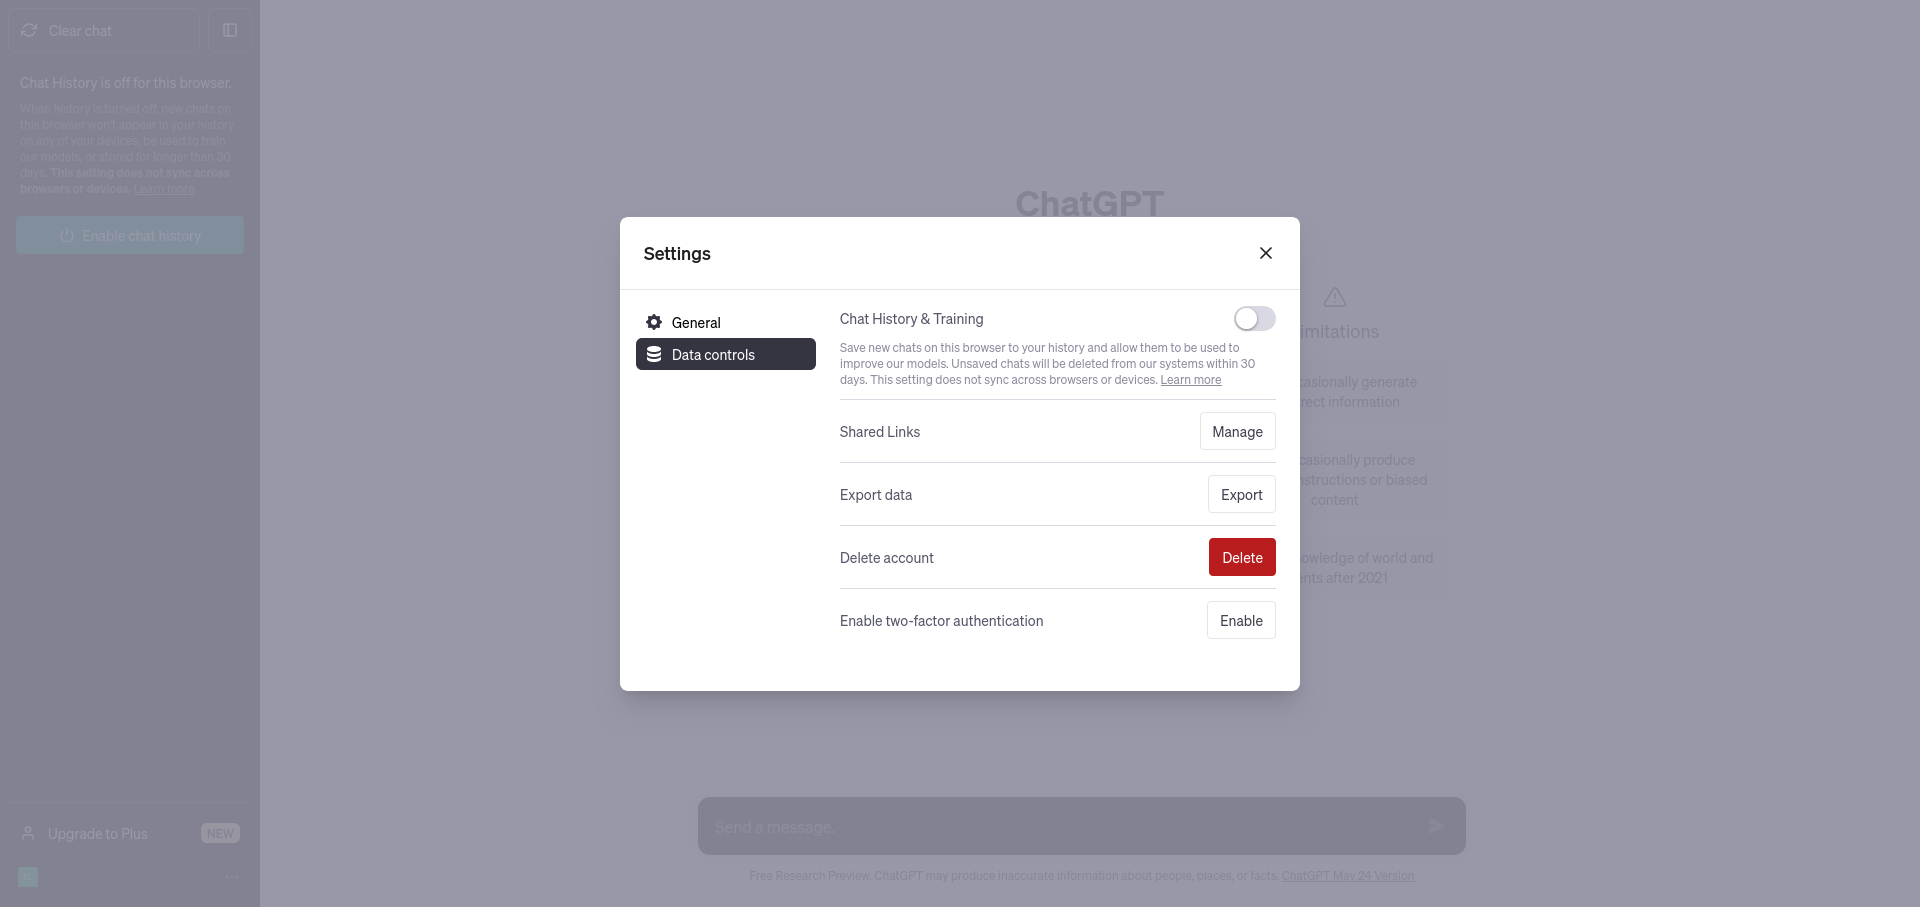 Clear chat
Chat History is off for this browser.
When history is turned off, new chats on
this browser won't appear in your history
on any of your devices, be used to train
our models, or stored for longer than 30
days. This setting does not sync across
browsers or devices. Learn more
Enable chat history
Upgrade to Plus
NEW
ChatGPT
Settings
General
Data controls
Chat History & Training
Save new chats on this browser to your history and allow them to be used to
improve our models. Unsaved chats will be deleted from our systems within 30
days. This setting does not sync across browsers or devices. Learn more
Shared Links
Manage
Export data
Export
Delete account
Delete
Enable two-factor authentication
Enable
imitations
casionally generate
rect information
casionally produce
nstructions or biased
content
owledge of world and
nts after 2021
Send a message.
Free Research Preview. ChatGPT may produce inaccurate information about people, places, or facts. ChatGPT May 24 Version